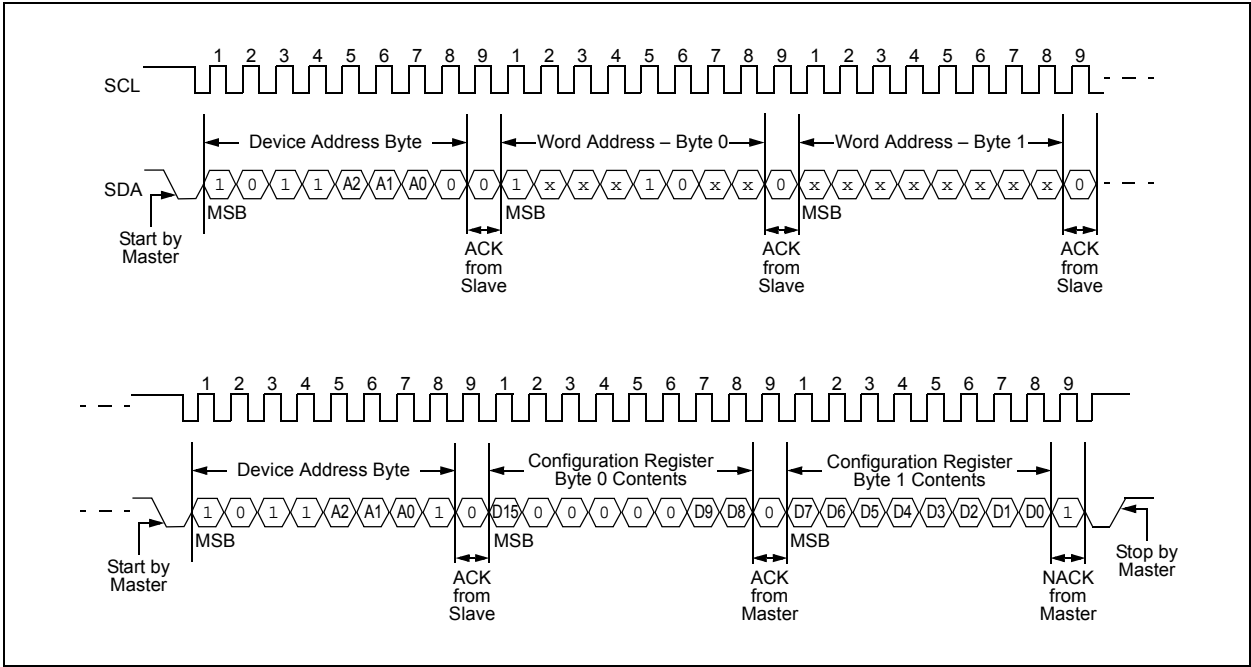 1 2 3 4 5 6 7 8 9 1 2 3 4 5 6 7 8 9 1 2 3 4 5 6 7 8 9
SCL
Device Address Byte Word Address – Byte 0 Word Address – Byte 1
SDA 1 0 1 1 A2 A1 A0 0 0 1 x x x 1 0 x x 0 x x x x x x x x 0
MSB MSB MSB
Start by
Master
ACK
from
Slave
ACK
from
Slave
ACK
from
Slave
1 2 3 4 5 6 7 8 9 1 2 3 4 5 6 7 8 9 1 2 3 4 5 6 7 8 9
Device Address Byte
Configuration Register
Byte 0 Contents
Configuration Register
Byte 1 Contents
1 0 1 1 A2 A1 A0 1 0 D15 0 0 0 0 0 D9 D8 0 D7 D6 D5 D4 D3 D2 D1 D0 1
MSB MSB MSB
Start by
Master
ACK
from
Slave
ACK
from
Master
NACK
from
Master
Stop by
Master